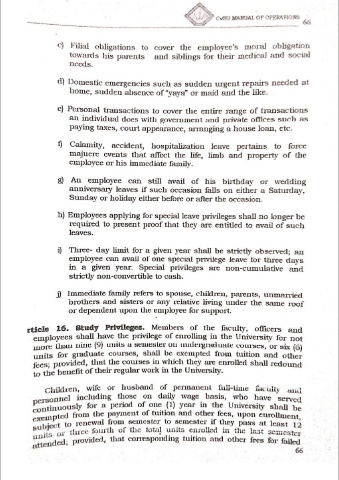 CvSU MANUAL OF OPERATIONS
66
c) Filial obligations to cover the employee's moral obligation
towards his parents and siblings for their medical and social
needs.
d) Domestic emergencies such as sudden urgent repairs needed at
home, sudden absence of "yaya" or maid and the like.
e) Personal transactions to cover the entire range of transactions
an individual does with government and private offices such as
paying taxes, court appearance, arranging a house loan, etc.
f) Calamity, accident, hospitalization leave pertains to force
majuere events that affect the life, limb and property of the
employee or his immediate family.
g) An employee can still avail of his birthday or wedding
anniversary leaves if such occasion falls on either a Saturday,
Sunday or holiday either before or after the occasion.
h) Employees applying for special leave privileges shall no longer be
required to present proof that they are entitled to avail of such
leaves.
i) Three- day limit for a given year shall be strictly observed; an
employee can avail of one special privilege leave for three days
in a given year. Special privileges are non-cumulative and
strictly non-convertible to cash.
j) Immediate family refers to spouse, children, parents, unmarried
brothers and sisters or any relative living under the same roof
or dependent upon the employee for support.
rticle 16. Study Privileges. Members of the faculty, officers and
employees shall have the privilege of enrolling in the University for not
more than nine (9) units a semester on undergraduate courses, or six (6)
units for graduate courses, shall be exempted from tuition and other
fees; provided, that the courses in which they are enrolled shall redound
to the benefit of their regular work in the University.
Children, wife or husband of permanent full-time faculty and
personnel including those on daily wage basis, who have served
continuously for a period of one (1) year in the University shall be
exempted from the payment of tuition and other fees, upon enrollment,
subject to renewal from semester to semester if they pass at least 12
units or three fourth of the total units enrolled in the last semester
attended; provided, that corresponding tuition and other fees for failed
66